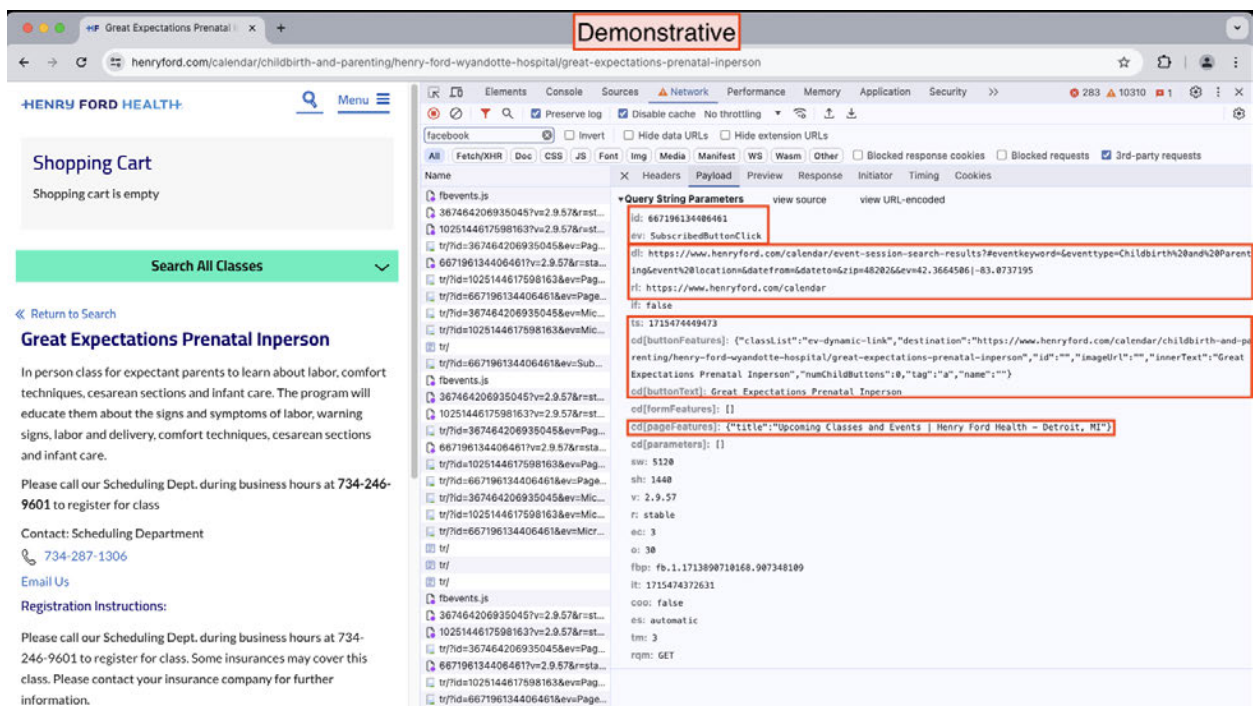 Great Expectations Prenatal I
Demonstrative
henryford.com/calendar/childbirth-and-parenting/henry-ford-wyandotte-hospital/great-expectations-prenatal-inperson
HENRY FORD HEALTH
Menu
Shopping Cart
Shopping cart is empty
Search All Classes
« Return to Search
Great Expectations Prenatal Inperson
In person class for expectant parents to learn about labor, comfort
techniques, cesarean sections and infant care. The program will
educate them about the signs and symptoms of labor, warning
signs, labor and delivery, comfort techniques, cesarean sections
and infant care.
Please call our Scheduling Dept. during business hours at 734-246-
9601 to register for class
Contact: Scheduling Department
734-287-1306
Email Us
Registration Instructions:
Please call our Scheduling Dept. during business hours at 734-
246-9601 to register for class. Some insurances may cover this
class. Please contact your insurance company for further
information.
Elements Console Sources Network Performance Memory Application Security 283 10310 1
Preserve log Disable cache No throttling
facebook Invert Hide data URLs Hide extension URLs
All Fetch/XHR Doc CSS JS Font Img Media Manifest WS Wasm Other Blocked response cookies Blocked requests 3rd-party requests
Name
fbevents.js
367464206935045?v=2.9.57&r=st...
1025144617598163?v=2.9.57&r=st...
tr/?id=367464206935045&ev=Pag...
667196134406461?v=2.9.57&r=sta...
tr/?id=1025144617598163&ev=Pag...
tr/?id=667196134406461&ev=Page...
tr/?id=367464206935045&ev=Mic...
tr/?id=1025144617598163&ev=Mic...
tr/
tr/?id=667196134406461&ev=Sub...
fbevents.js
367464206935045?v=2.9.57&r=st...
1025144617598163?v=2.9.57&r=st...
tr/?id=367464206935045&ev=Pag...
667196134406461?v=2.9.57&r=sta...
tr/?id=1025144617598163&ev=Pag...
tr/?id=667196134406461&ev=Page...
tr/?id=367464206935045&ev=Mic...
tr/?id=1025144617598163&ev=Mic...
tr/?id=667196134406461&ev=Micr...
tr/
tr/
tr/
fbevents.js
367464206935045?v=2.9.57&r=st...
1025144617598163?v=2.9.57&r=st...
tr/?id=367464206935045&ev=Pag...
667196134406461?v=2.9.57&r=sta...
tr/?id=1025144617598163&ev=Pag...
tr/?id=667196134406461&ev=Page...
Headers Payload Preview Response Initiator Timing Cookies
Query String Parameters view source view URL-encoded
id: 667196134406461
ev: SubscribedButtonClick
dl: https://www.henryford.com/calendar/event-session-search-results?#eventkeyword=&eventtype=Childbirth%20and%20Parent
ing&event%20location=&datefrom=&dateto=&zip=48202&&ev=42.3664506|-83.0737195
rl: https://www.henryford.com/calendar
if: false
ts: 1715474449473
cd[buttonFeatures]: {"classList":"ev-dynamic-link","destination":"https://www.henryford.com/calendar/childbirth-and-pa
renting/henry-ford-wyandotte-hospital/great-expectations-prenatal-inperson","id":"","imageUrl":"","innerText":"Great
Expectations Prenatal Inperson","numChildButtons":0,"tag":"a","name":""}
cd[buttonText]: Great Expectations Prenatal Inperson
cd[formFeatures]: []
cd[pageFeatures]: {"title":"Upcoming Classes and Events | Henry Ford Health - Detroit, MI"}
cd[parameters]: []
sw: 5120
sh: 1440
v: 2.9.57
r: stable
ec: 3
o: 30
fbp: fb.1.1713890710168.907348109
it: 1715474372631
coo: false
es: automatic
tm: 3
rqm: GET